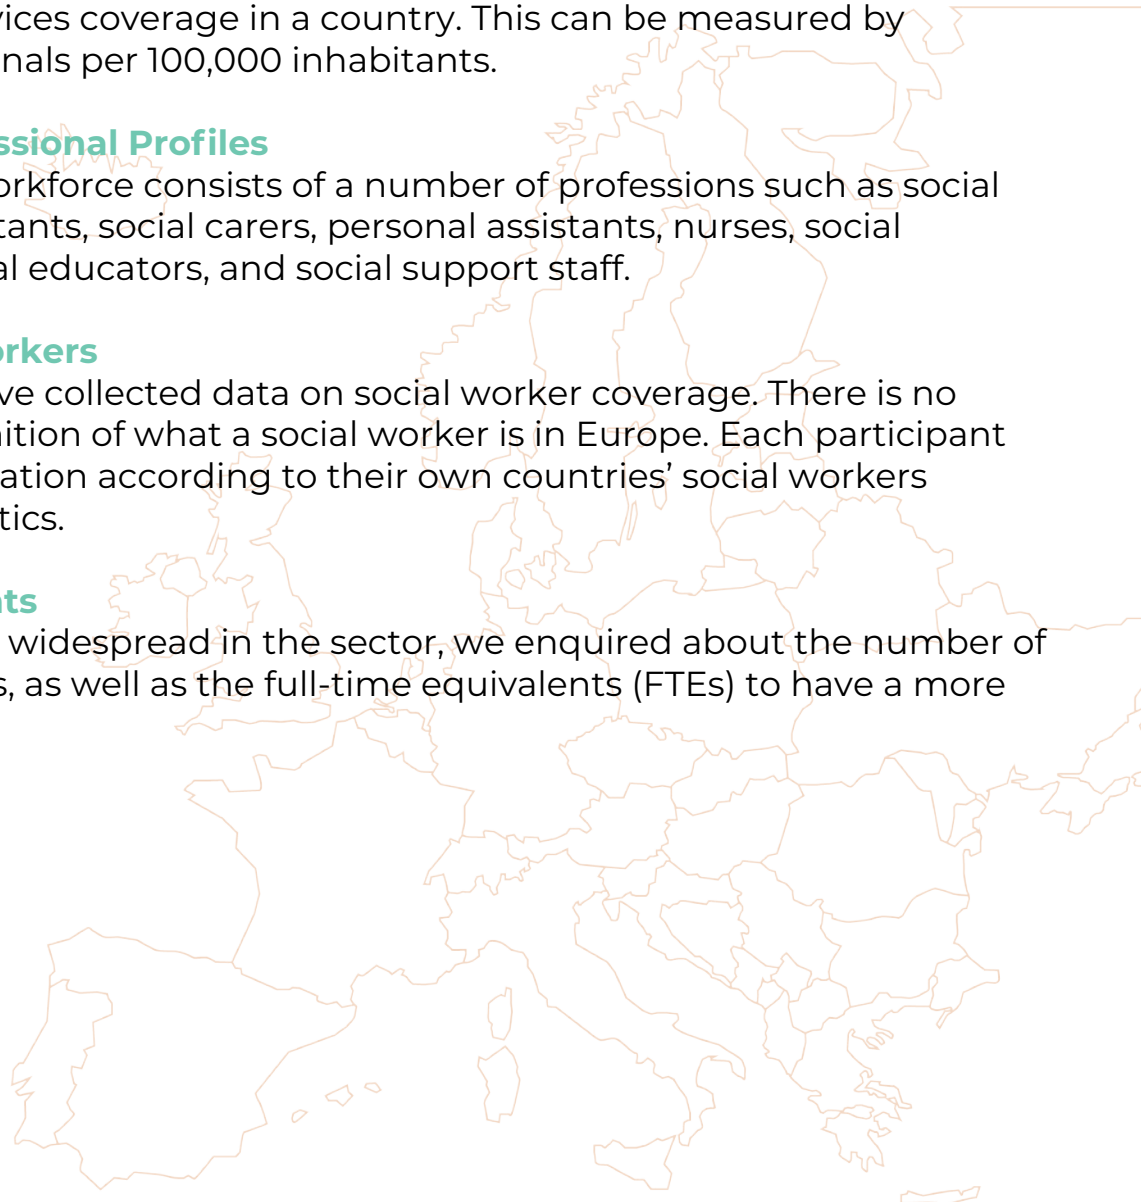 vices coverage in a country. This can be measured by
nals per 100,000 inhabitants.
ssional Profiles
orkforce consists of a number of professions such as social
tants, social carers, personal assistants, nurses, social
al educators, and social support staff.
orkers
ve collected data on social worker coverage. There is no
nition of what a social worker is in Europe. Each participant
ation according to their own countries’ social workers
tics.
nts
widespread in the sector, we enquired about the number of
s, as well as the full-time equivalents (FTEs) to have a more